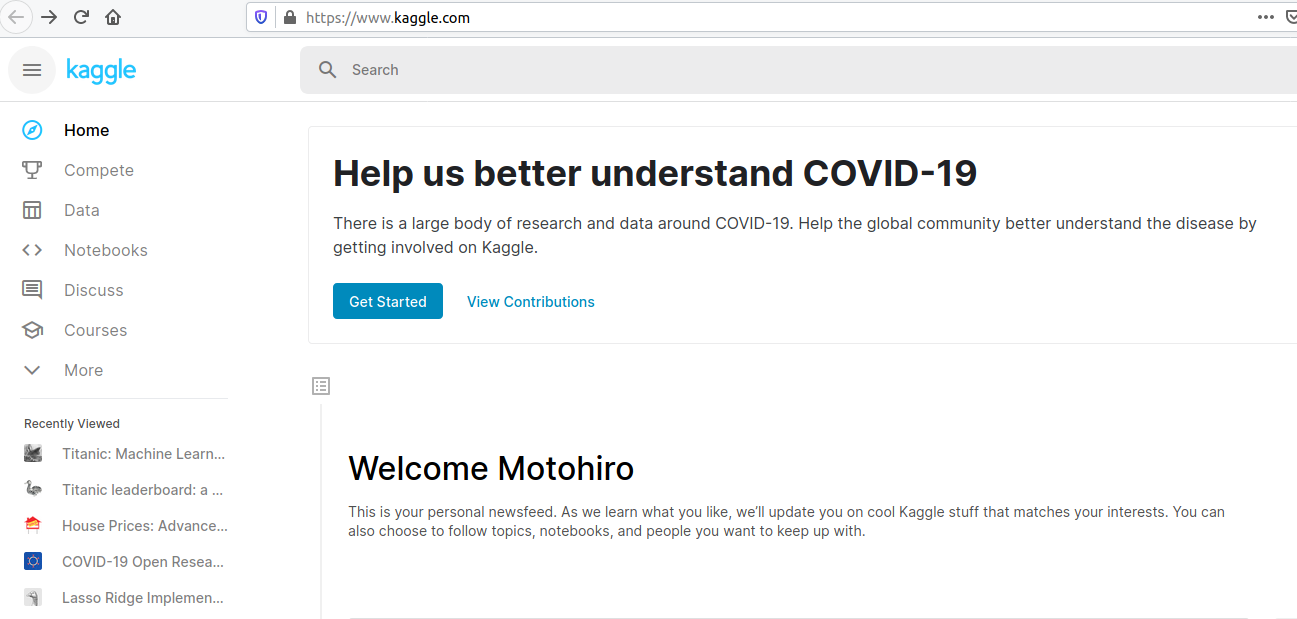 https://www.kaggle.com
kaggle
Search
Home
Compete
Data
Notebooks
Discuss
Courses
More
Recently Viewed
Titanic: Machine Learn...
Titanic leaderboard: a ...
House Prices: Advance...
COVID-19 Open Resea...
Lasso Ridge Implemen...
Help us better understand COVID-19
There is a large body of research and data around COVID-19. Help the global community better understand the disease by
getting involved on Kaggle.
Get Started
View Contributions
Welcome Motohiro
This is your personal newsfeed. As we learn what you like, we'll update you on cool Kaggle stuff that matches your interests. You can
also choose to follow topics, notebooks, and people you want to keep up with.